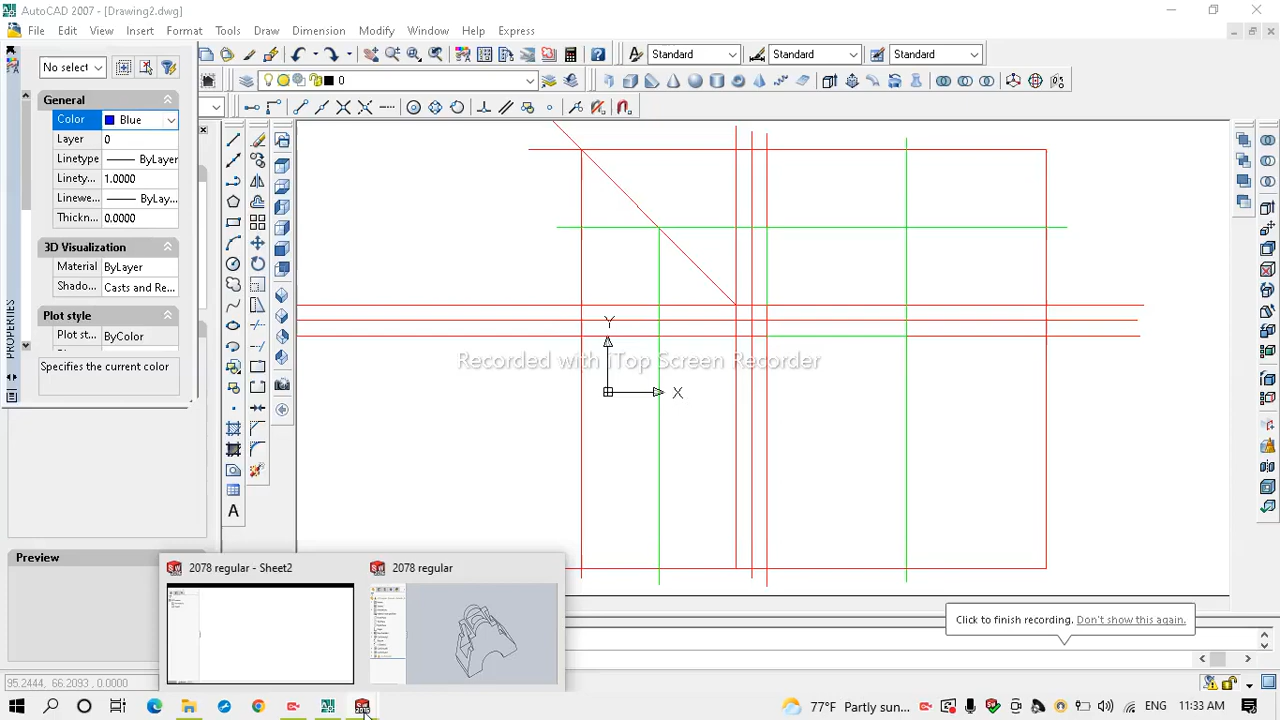 AutoCAD 2007 - [Drawing2.dwg]
File Edit View Insert Format Tools Draw Dimension Modify Window Help Express
Standard Standard Standard
No select
0
General
Color Blue
Layer 0
Linetype ByLayer
Linety... 1.0000
Linewe... ByLay...
Thickn... 0.0000
3D Visualization
Material ByLayer
Shado... Casts and Re...
Plot style
Plot st... ByColor
PROPERTIES
Specifies the current color
Y
X
Recorded with iTop Screen Recorder
A
Preview
2078 regular - Sheet2
2078 regular
Click to finish recording. Don't show this again.
95.2444, 66.2093, 0.0000
77°F Partly sun...
ENG 11:33 AM